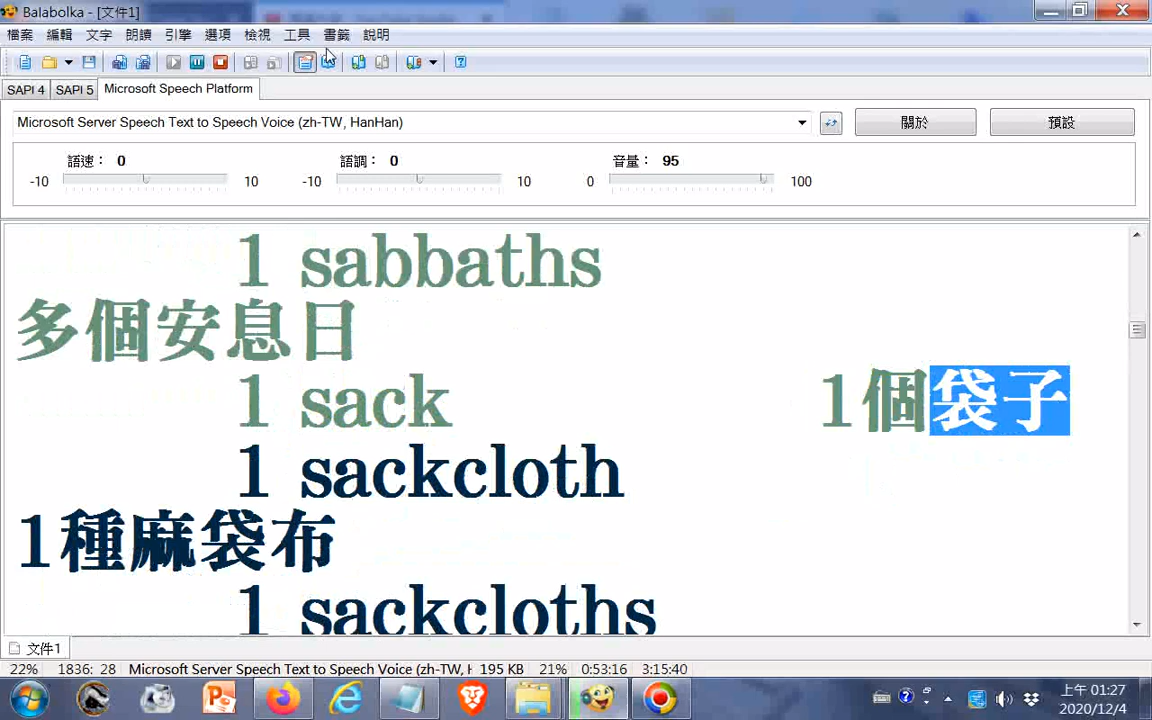 Balabolka - [文件1]
檔案 編輯 文字 朗讀 引擎 選項 檢視 工具 書籤 說明
SAPI 4 SAPI 5 Microsoft Speech Platform
Microsoft Server Speech Text to Speech Voice (zh-TW, HanHan) 關於 預設
語速： 0 語調： 0 音量： 95
-10 10 -10 10 0 100
1 sabbaths
多個安息日
1 sack 1個袋子
1 sackcloth
1種麻袋布
1 sackcloths
文件1
22% 1836: 28 Microsoft Server Speech Text to Speech Voice (zh-TW, 195 KB 21% 0:53:16 3:15:40
上午 01:27
2020/12/4